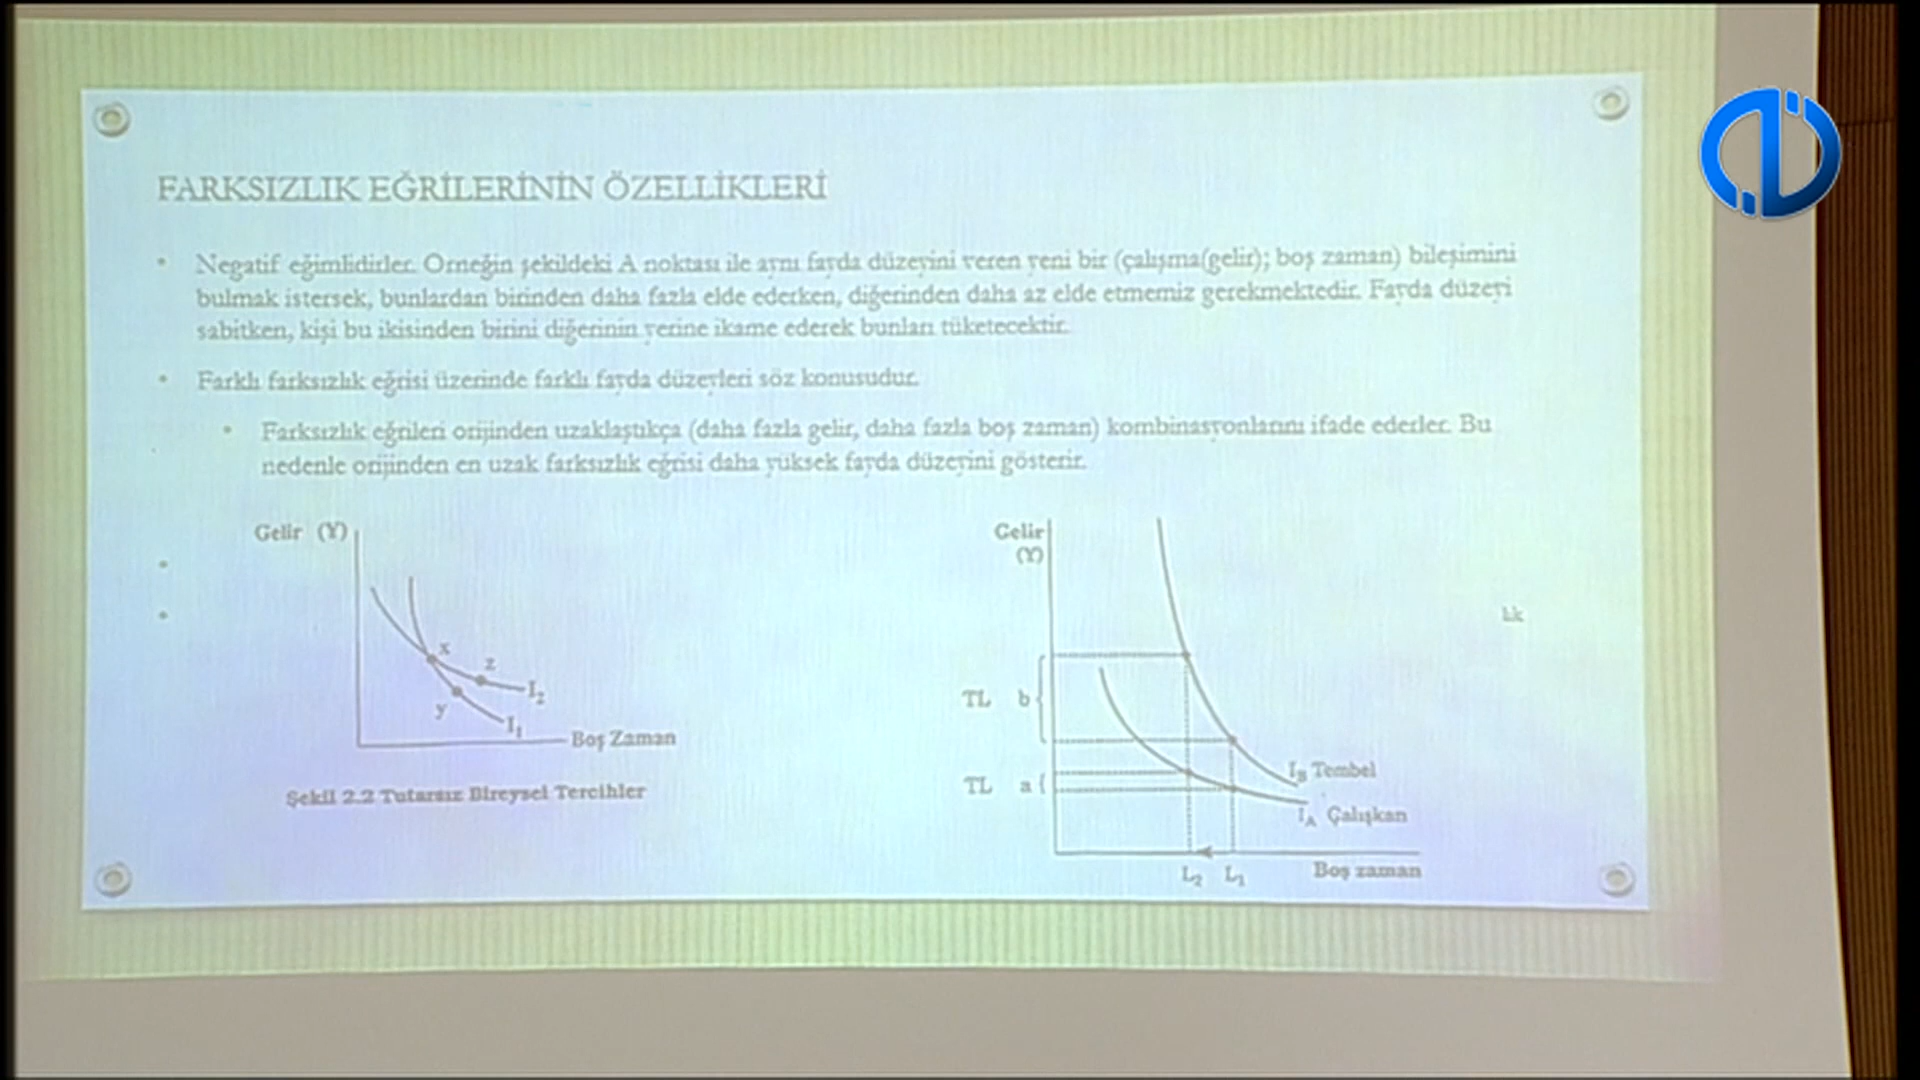 FARKSIZLIK EĞRİLERİNİN ÖZELLİKLERİ
• Negatif eğimlidirler. Örneğin şekildeki A noktası ile aynı fayda düzeyini veren yeni bir (çalışma(gelir); boş zaman) bileşimini
bulmak istersek, bunlardan birinden daha fazla elde ederken, diğerinden daha az elde etmemiz gerekmektedir. Fayda düzeyi
sabitken, kişi bu ikisinden birini diğerinin yerine ikame ederek bunları tüketecektir.
• Farklı farksızlık eğrisi üzerinde farklı fayda düzeyleri söz konusudur.
• Farksızlık eğrileri orijinden uzaklaştıkça (daha fazla gelir, daha fazla boş zaman) kombinasyonlarını ifade ederler. Bu
nedenle orijinden en uzak farksızlık eğrisi daha yüksek fayda düzeyini gösterir.
Gelir (Y)
x
z
I₂
y
I₁
Boş Zaman
Şekil 2.2 Tutarsız Bireysel Tercihler
Gelir
(Y)
TL b
TL a
I_B Tembel
I_A Çalışkan
L₂ L₁
Boş zaman